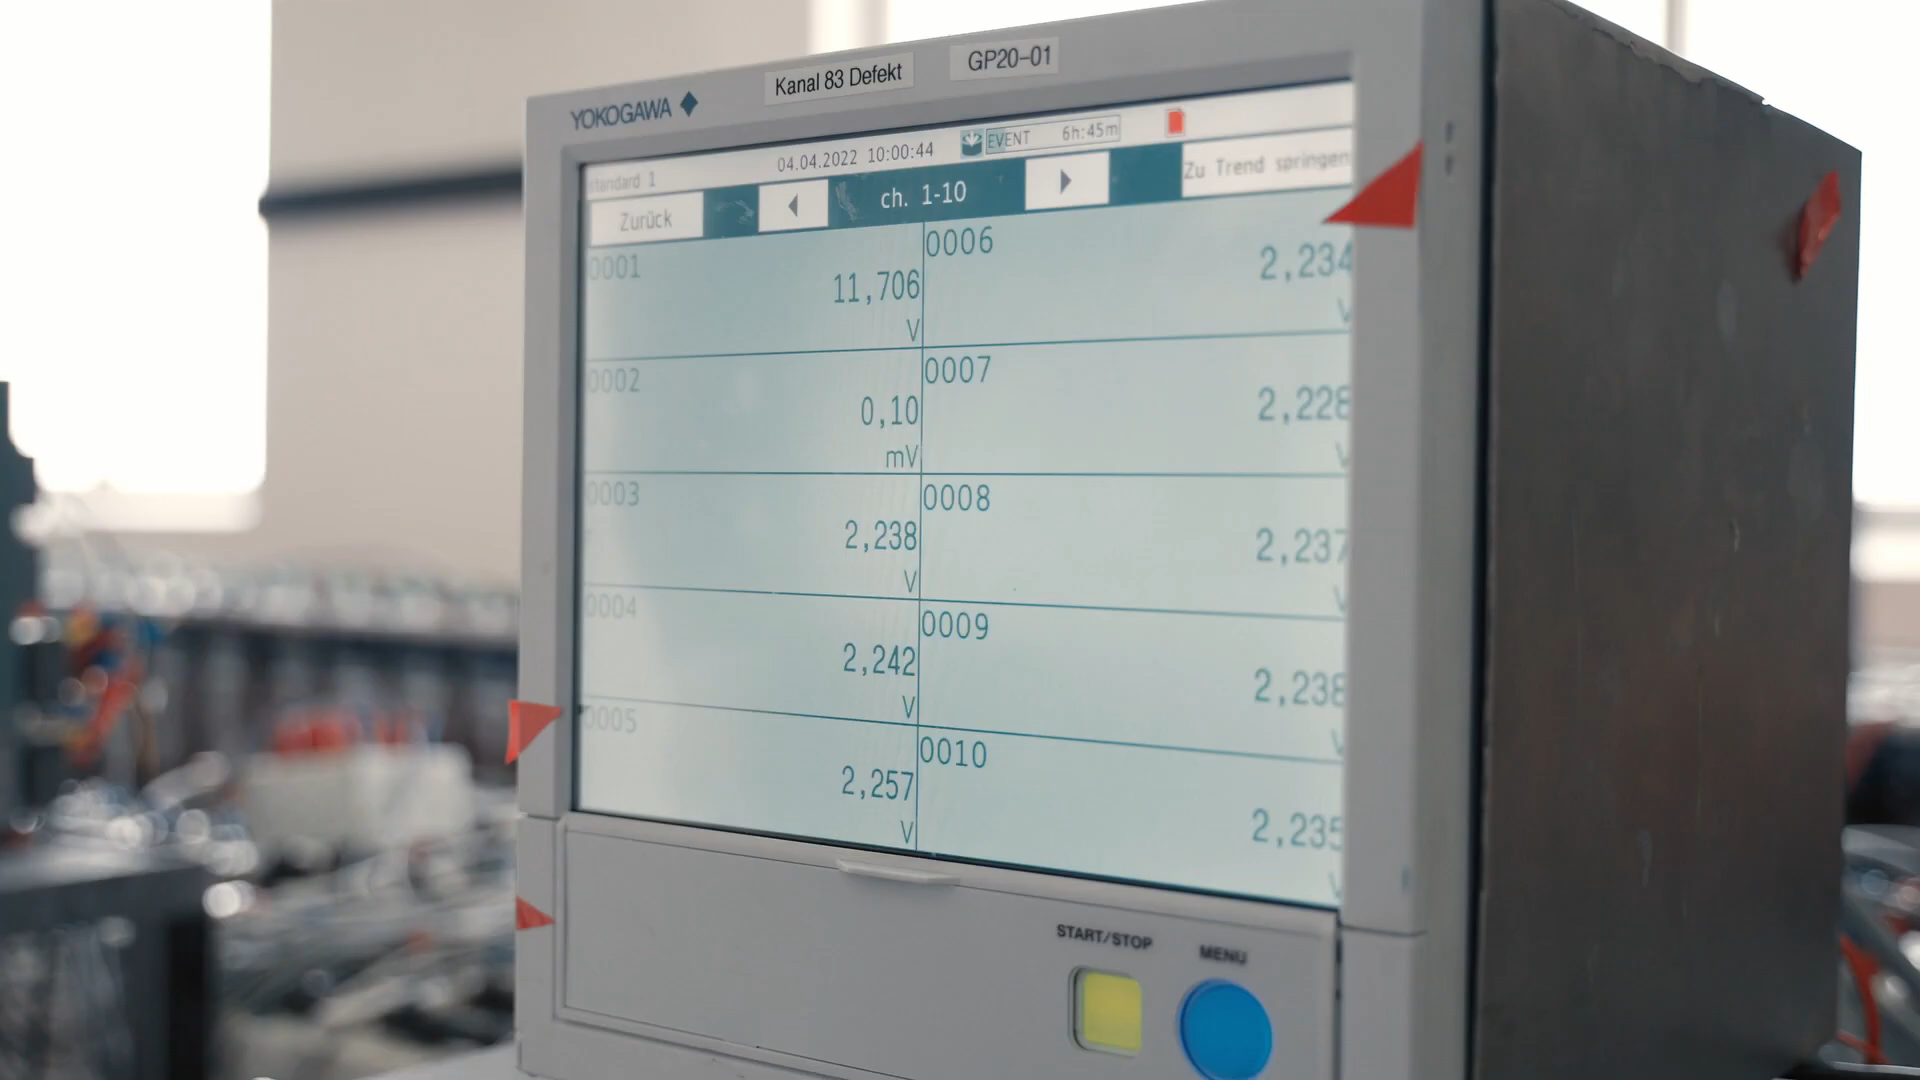 YOKOGAWA
Kanal 83 Defekt
GP20-01
standard 1
04.04.2022 10:00:44
EVENT 6h:45m
Zurück
ch. 1-10
Zu Trend springen
0001
11,706
V
0002
0,10
mV
0003
2,238
V
0004
2,242
V
0005
2,257
V
0006
2,234
V
0007
2,228
V
0008
2,237
V
0009
2,238
V
0010
2,235
V
START/STOP
MENU